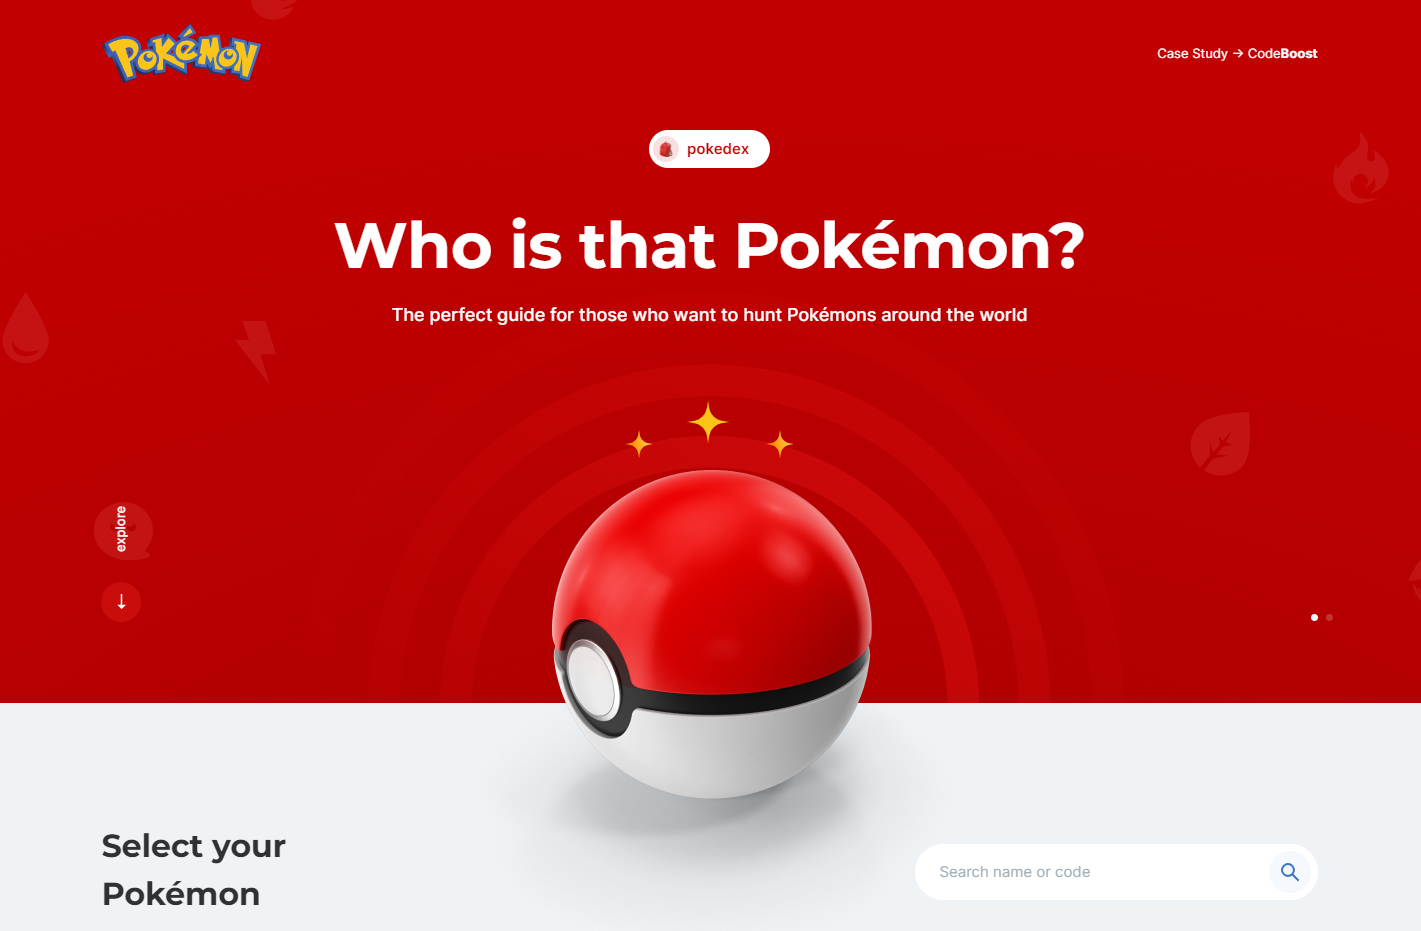 Pokémon
Case Study → CodeBoost
pokedex
Who is that Pokémon?
The perfect guide for those who want to hunt Pokémons around the world
explore
Select your
Pokémon
Search name or code